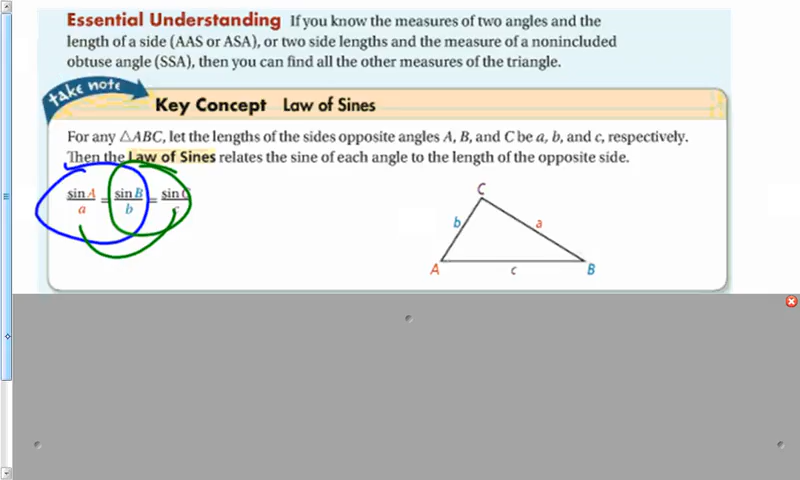 Essential Understanding If you know the measures of two angles and the
length of a side (AAS or ASA), or two side lengths and the measure of a nonincluded
obtuse angle (SSA), then you can find all the other measures of the triangle.
take note
Key Concept Law of Sines
For any △ABC, let the lengths of the sides opposite angles A, B, and C be a, b, and c, respectively.
Then the Law of Sines relates the sine of each angle to the length of the opposite side.
sin A / a = sin B / b = sin C / c
C
b a
A c B